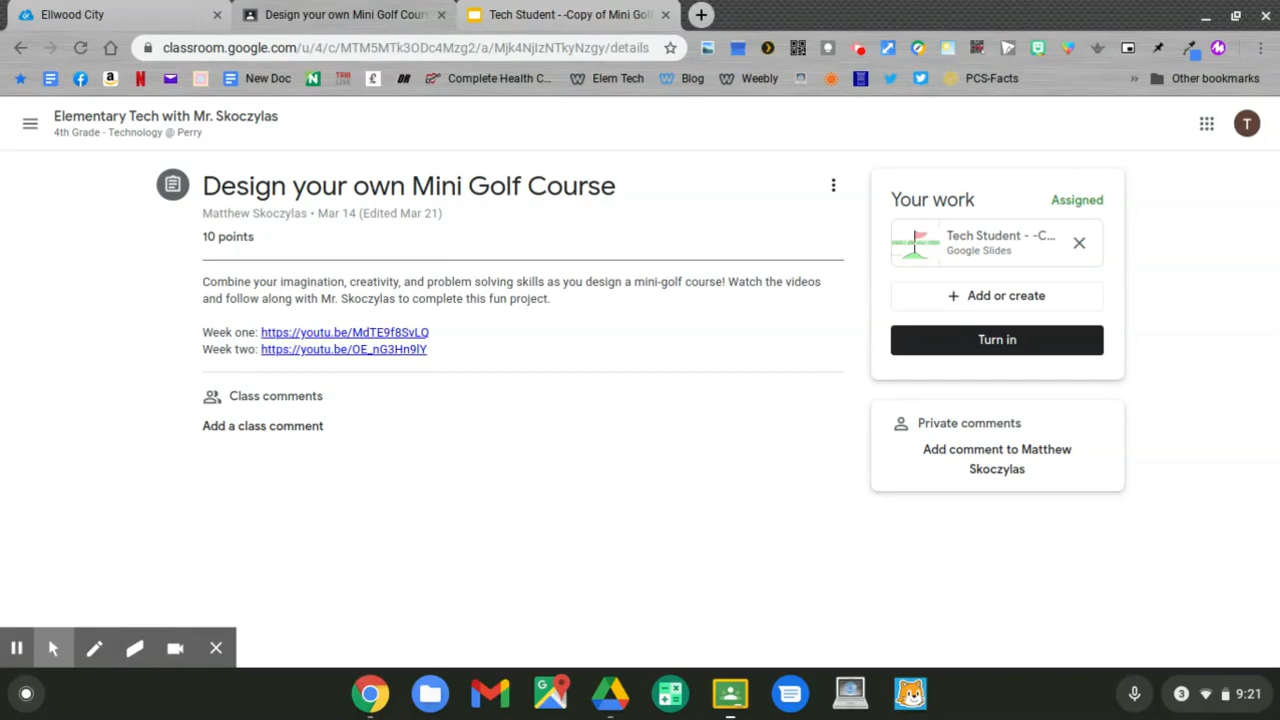 Ellwood City
Design your own Mini Golf Cour
Tech Student - -Copy of Mini Golf
classroom.google.com/u/4/c/MTM5MTk3ODc4Mzg2/a/Mjk4NjIzNTkyNzgy/details
New Doc
TRIB LIVE
DR
Complete Health C...
Elem Tech
Blog
Weebly
PCS-Facts
Other bookmarks
Elementary Tech with Mr. Skoczylas
4th Grade - Technology @ Perry
T
Design your own Mini Golf Course
Matthew Skoczylas • Mar 14 (Edited Mar 21)
10 points
Combine your imagination, creativity, and problem solving skills as you design a mini-golf course! Watch the videos
and follow along with Mr. Skoczylas to complete this fun project.
Week one: https://youtu.be/MdTE9f8SvLQ
Week two: https://youtu.be/OE_nG3Hn9lY
Class comments
Add a class comment
Your work
Assigned
Tech Student - -C...
Google Slides
Add or create
Turn in
Private comments
Add comment to Matthew
Skoczylas
3
9:21